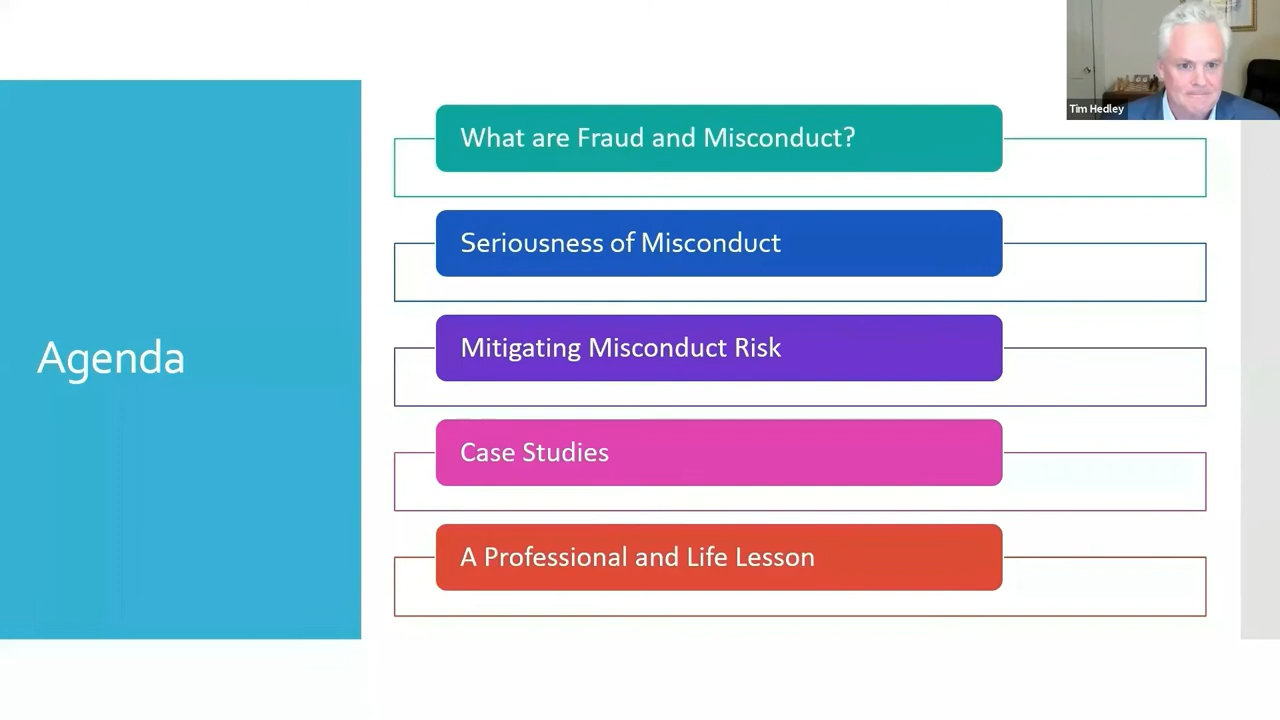 Tim Hedley
What are Fraud and Misconduct?
Seriousness of Misconduct
Agenda
Mitigating Misconduct Risk
Case Studies
A Professional and Life Lesson